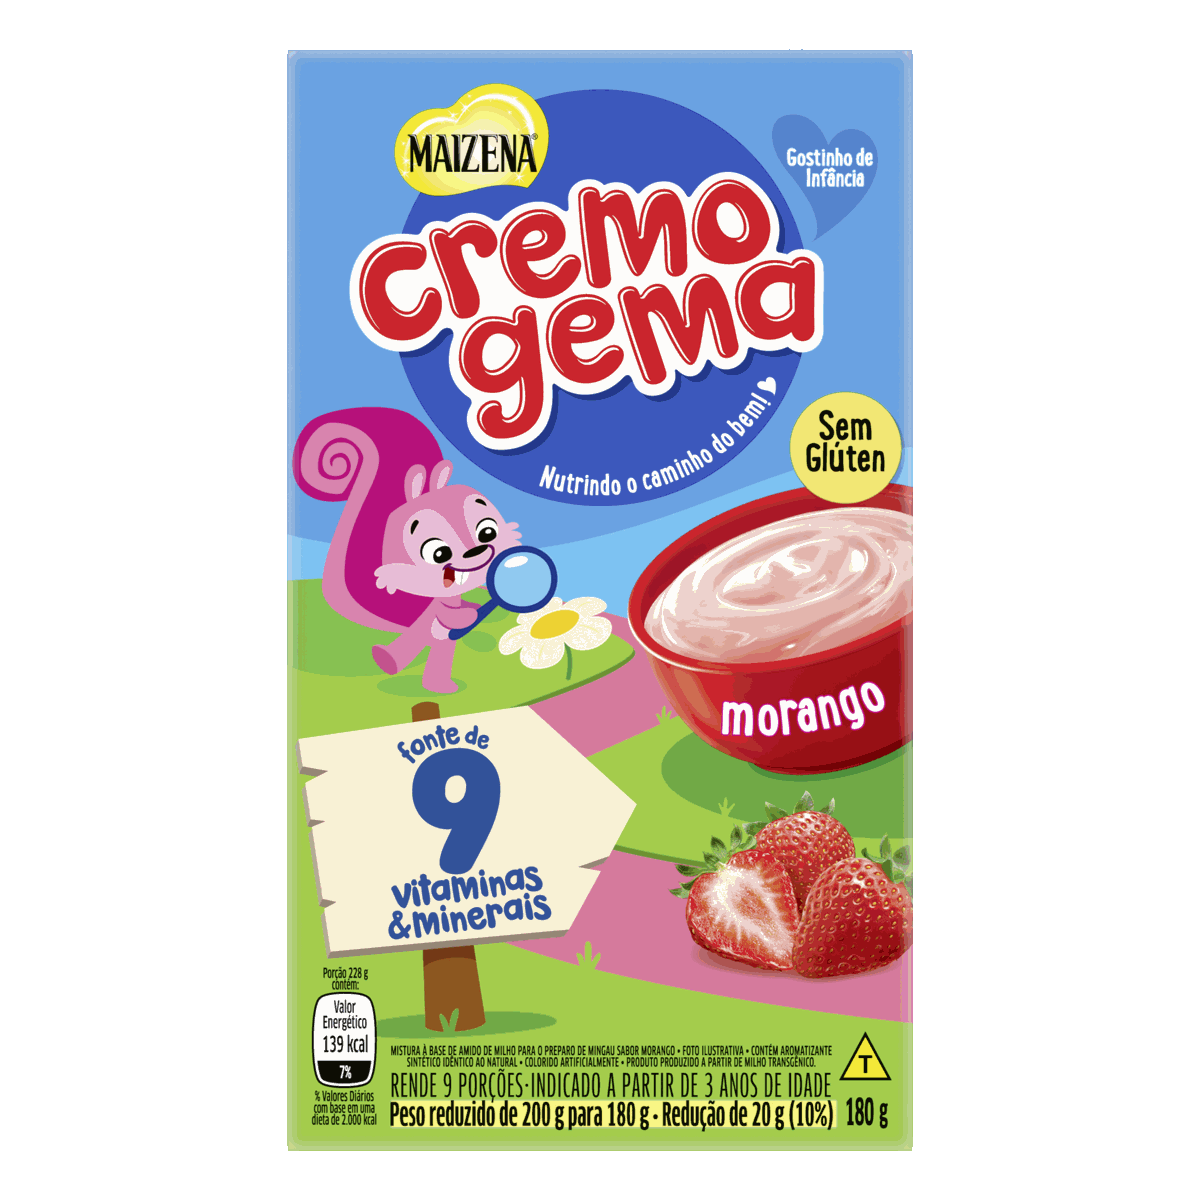 MAIZENA®
Gostinho de
Infância
cremo
gema
Nutrindo o caminho do bem!
Sem
Glúten
morango
fonte de
9
vitaminas
&minerais
Porção 228 g
contém:
Valor
Energético
139 kcal
7%
% Valores Diários
com base em uma
dieta de 2.000 kcal
MISTURA À BASE DE AMIDO DE MILHO PARA O PREPARO DE MINGAU SABOR MORANGO • FOTO ILUSTRATIVA • CONTÉM AROMATIZANTE
SINTÉTICO IDÊNTICO AO NATURAL • COLORIDO ARTIFICIALMENTE • PRODUTO PRODUZIDO A PARTIR DE MILHO TRANSGÊNICO.
RENDE 9 PORÇÕES · INDICADO A PARTIR DE 3 ANOS DE IDADE
Peso reduzido de 200 g para 180 g • Redução de 20 g (10%)
T
180 g